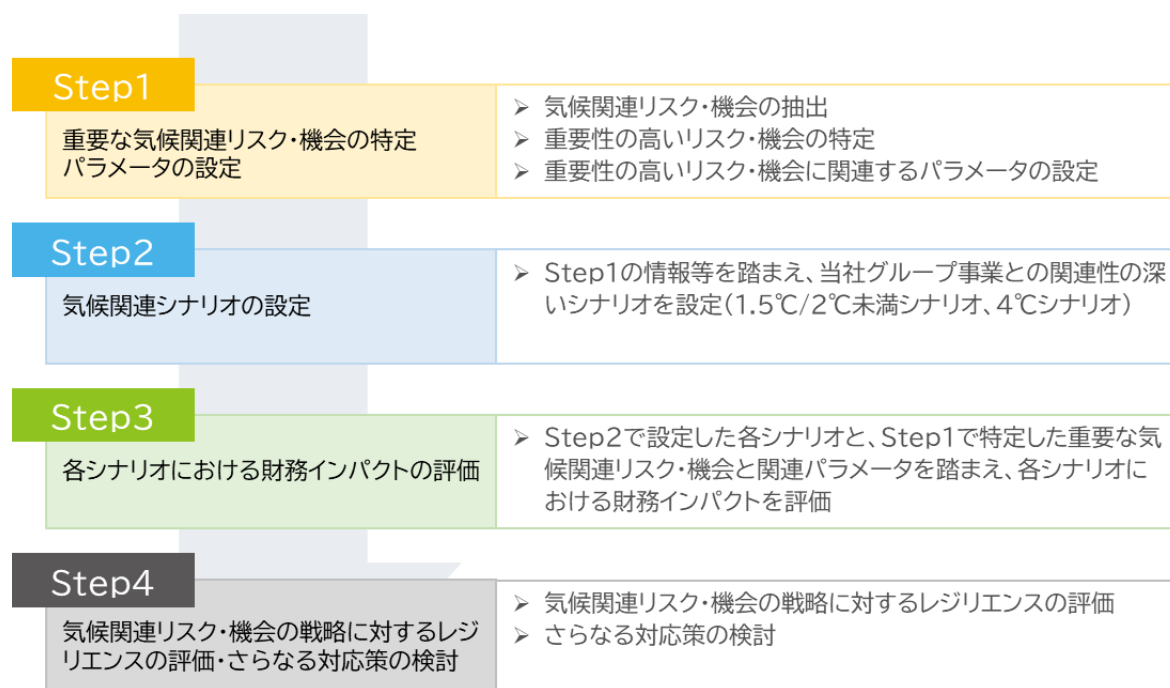 Step1
重要な気候関連リスク・機会の特定
パラメータの設定
➢ 気候関連リスク・機会の抽出
➢ 重要性の高いリスク・機会の特定
➢ 重要性の高いリスク・機会に関連するパラメータの設定
Step2
気候関連シナリオの設定
➢ Step1の情報等を踏まえ、当社グループ事業との関連性の深
いシナリオを設定(1.5℃/2℃未満シナリオ、4℃シナリオ)
Step3
各シナリオにおける財務インパクトの評価
➢ Step2で設定した各シナリオと、Step1で特定した重要な気
候関連リスク・機会と関連パラメータを踏まえ、各シナリオに
おける財務インパクトを評価
Step4
気候関連リスク・機会の戦略に対するレジ
リエンスの評価・さらなる対応策の検討
➢ 気候関連リスク・機会の戦略に対するレジリエンスの評価
➢ さらなる対応策の検討